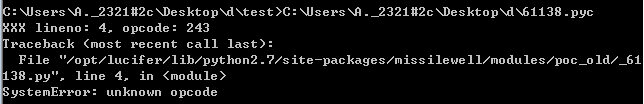 C:\Users\A._2321#2c\Desktop\d\test>C:\Users\A._2321#2c\Desktop\d\61138.pyc
XXX lineno: 4, opcode: 243
Traceback (most recent call last):
  File "/opt/lucifer/lib/python2.7/site-packages/missilewell/modules/poc_old/_61
138.py", line 4, in <module>
SystemError: unknown opcode